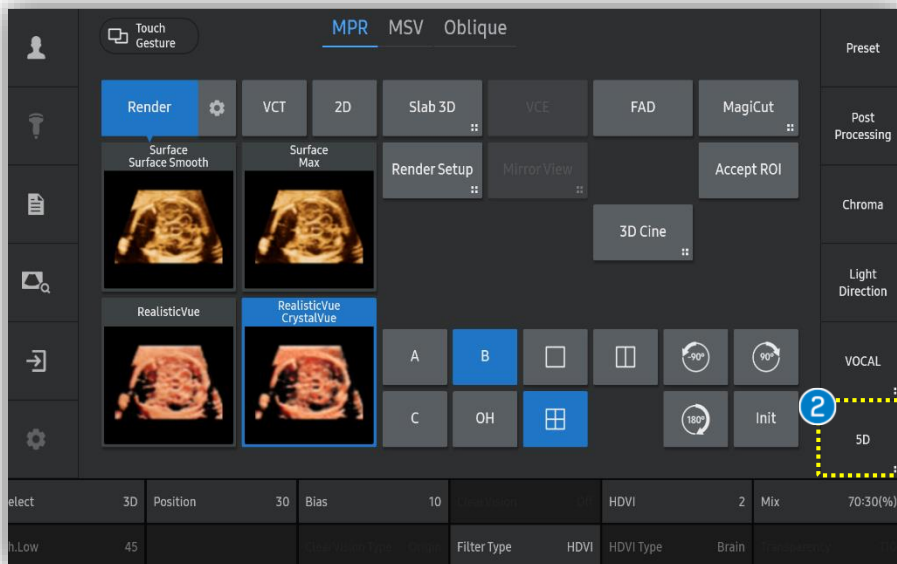 Touch
Gesture
MPR MSV Oblique
Preset
Render VCT 2D Slab 3D VCE FAD MagiCut
Post
Processing
Surface
Surface Smooth
Surface
Max
Render Setup Mirror View Accept ROI
Chroma
3D Cine
Light
Direction
RealisticVue
RealisticVue
CrystalVue
A B -90° 90°
VOCAL
2
C OH 180° Init
5D
elect 3D Position 30 Bias 10 Off HDVI 2 Mix 70:30(%)
h.Low 45 Filter Type HDVI HDVI Type Brain Transparency